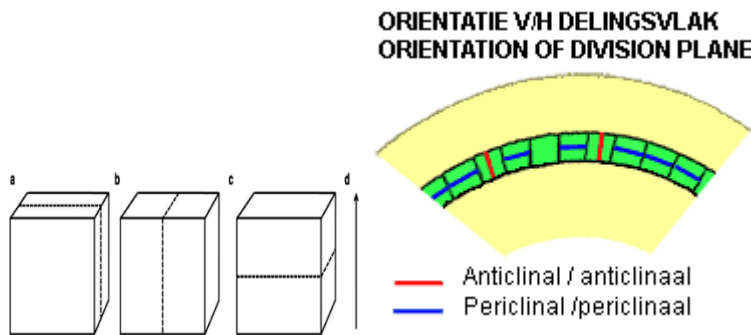 ORIENTATIE V/H DELINGSVLAK
ORIENTATION OF DIVISION PLANE
a b c d
Anticlinal / anticlinaal
Periclinal /periclinaal